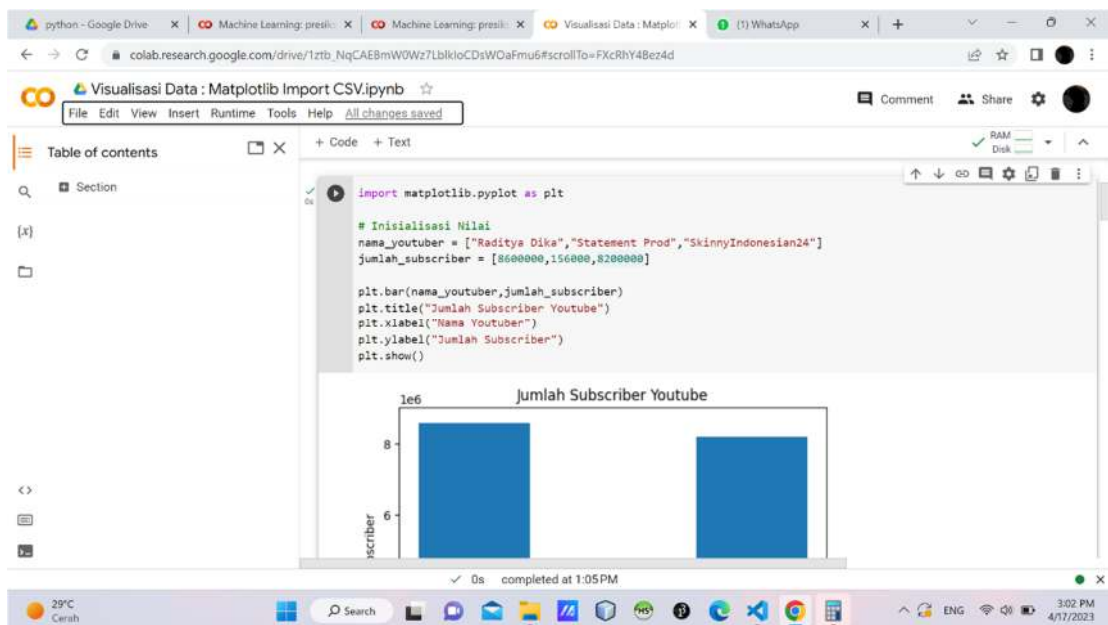 python - Google Drive
Machine Learning: presik
Machine Learning: presik
Visualisasi Data : Matplotl
(1) WhatsApp
colab.research.google.com/drive/1ztb_NqCAEBmW0Wz7LblkIoCDsWOaFmu6#scrollTo=FXcRhY4Bez4d
Visualisasi Data : Matplotlib Import CSV.ipynb
File Edit View Insert Runtime Tools Help All changes saved
Comment
Share
Table of contents
+ Code + Text
RAM
Disk
Section
{x}
0s
import matplotlib.pyplot as plt
# Inisialisasi Nilai
nama_youtuber = ["Raditya Dika","Statement Prod","SkinnyIndonesian24"]
jumlah_subscriber = [8600000,156000,8200000]
plt.bar(nama_youtuber,jumlah_subscriber)
plt.title("Jumlah Subscriber Youtube")
plt.xlabel("Nama Youtuber")
plt.ylabel("Jumlah Subscriber")
plt.show()
Jumlah Subscriber Youtube
1e6
8
6
scriber
0s completed at 1:05 PM
29°C
Cerah
Search
ENG
3:02 PM
4/17/2023